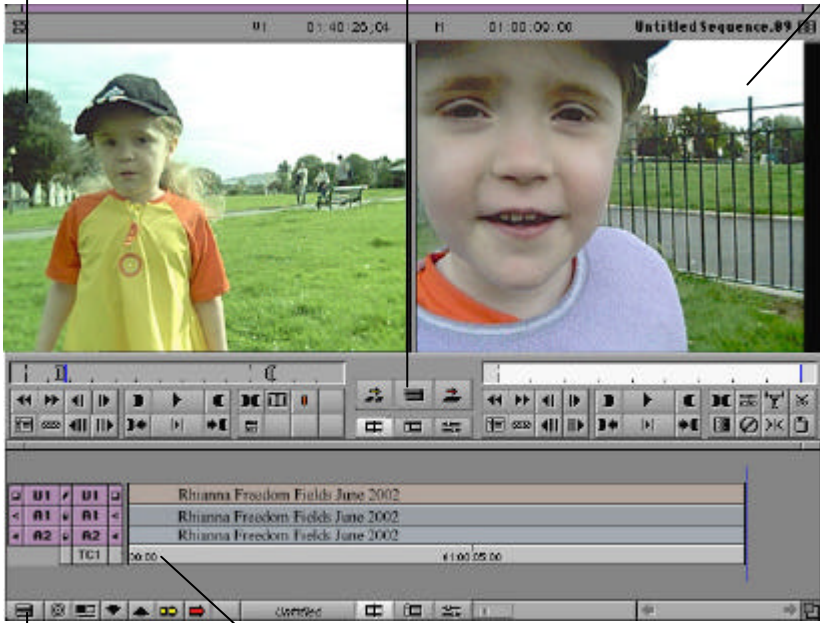 V1 01:40:25;04 M 01:00:00:00 Untitled Sequence.09
V1 V1 Rhianna Freedom Fields June 2002
A1 A1 Rhianna Freedom Fields June 2002
A2 A2 Rhianna Freedom Fields June 2002
TC1 00:00 01:00:05:00
Untitled